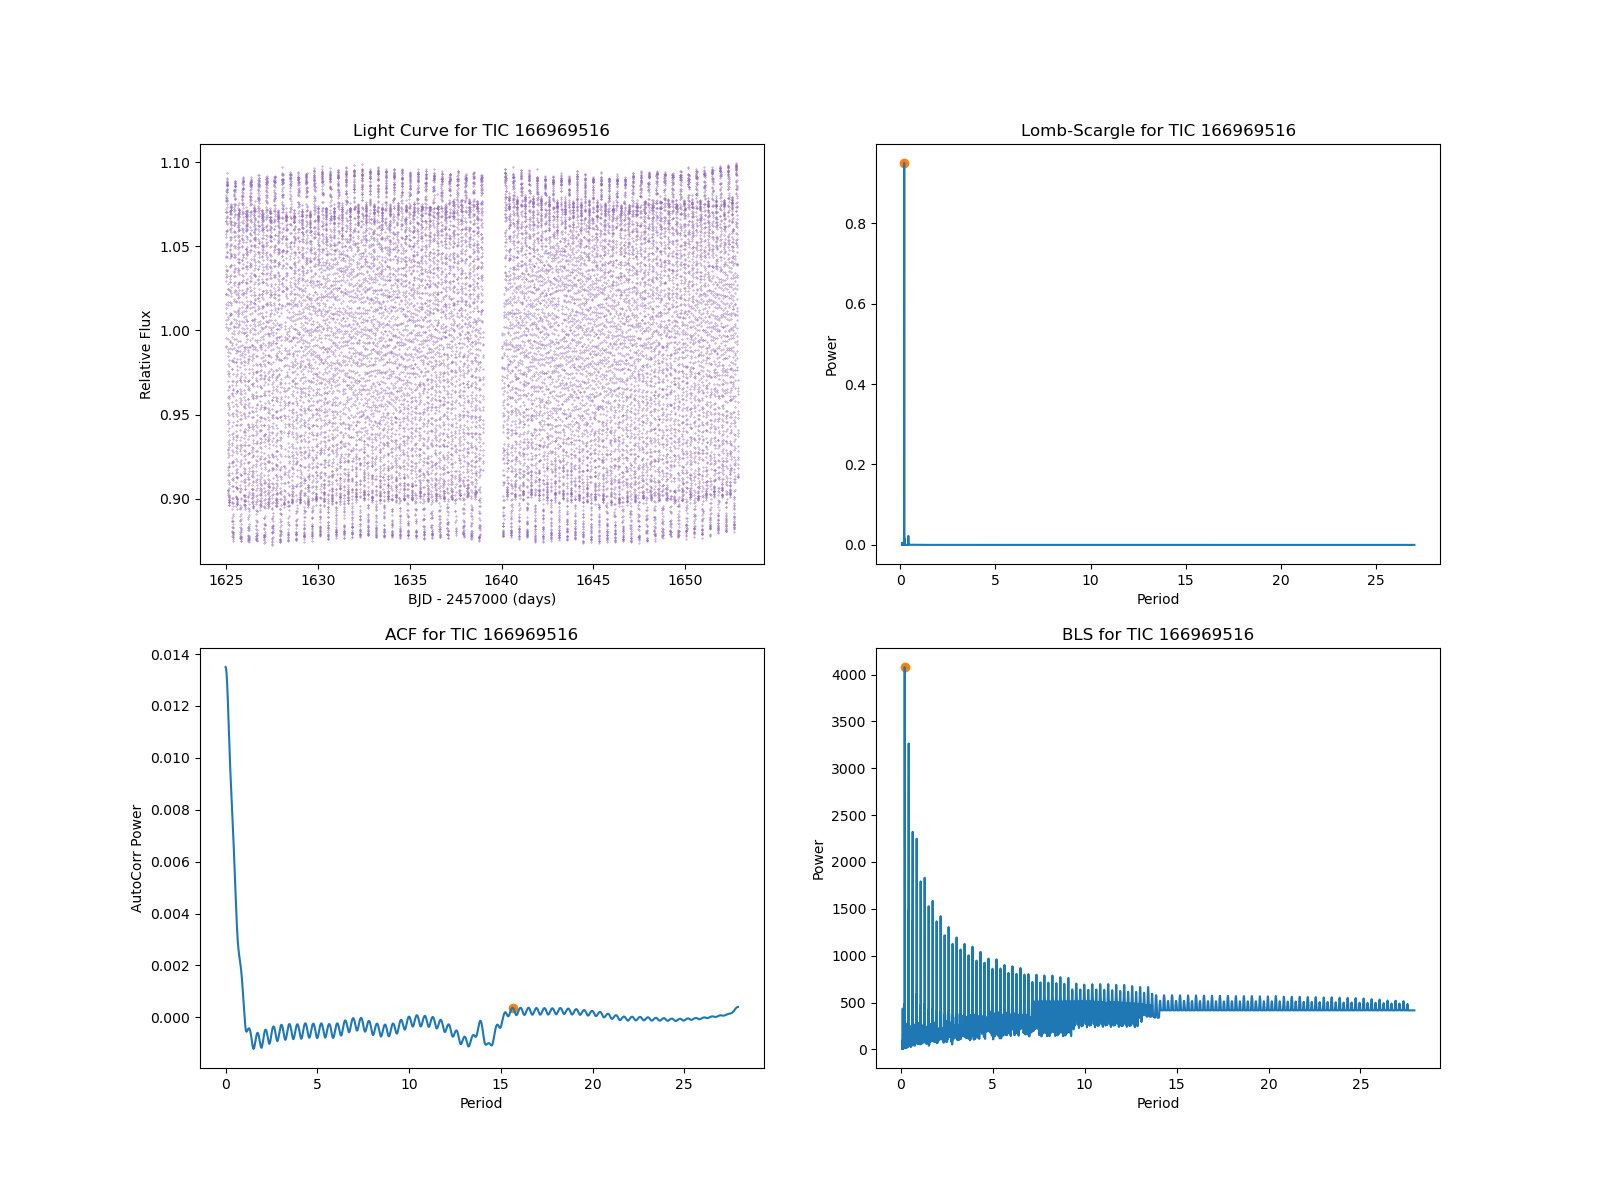 Light Curve for TIC 166969516
1.10
1.05
1.00
0.95
0.90
Relative Flux
1625 1630 1635 1640 1645 1650
BJD - 2457000 (days)
Lomb-Scargle for TIC 166969516
0.8
0.6
0.4
0.2
0.0
Power
0 5 10 15 20 25
Period
ACF for TIC 166969516
0.014
0.012
0.010
0.008
0.006
0.004
0.002
0.000
AutoCorr Power
0 5 10 15 20 25
Period
BLS for TIC 166969516
4000
3500
3000
2500
2000
1500
1000
500
0
Power
0 5 10 15 20 25
Period